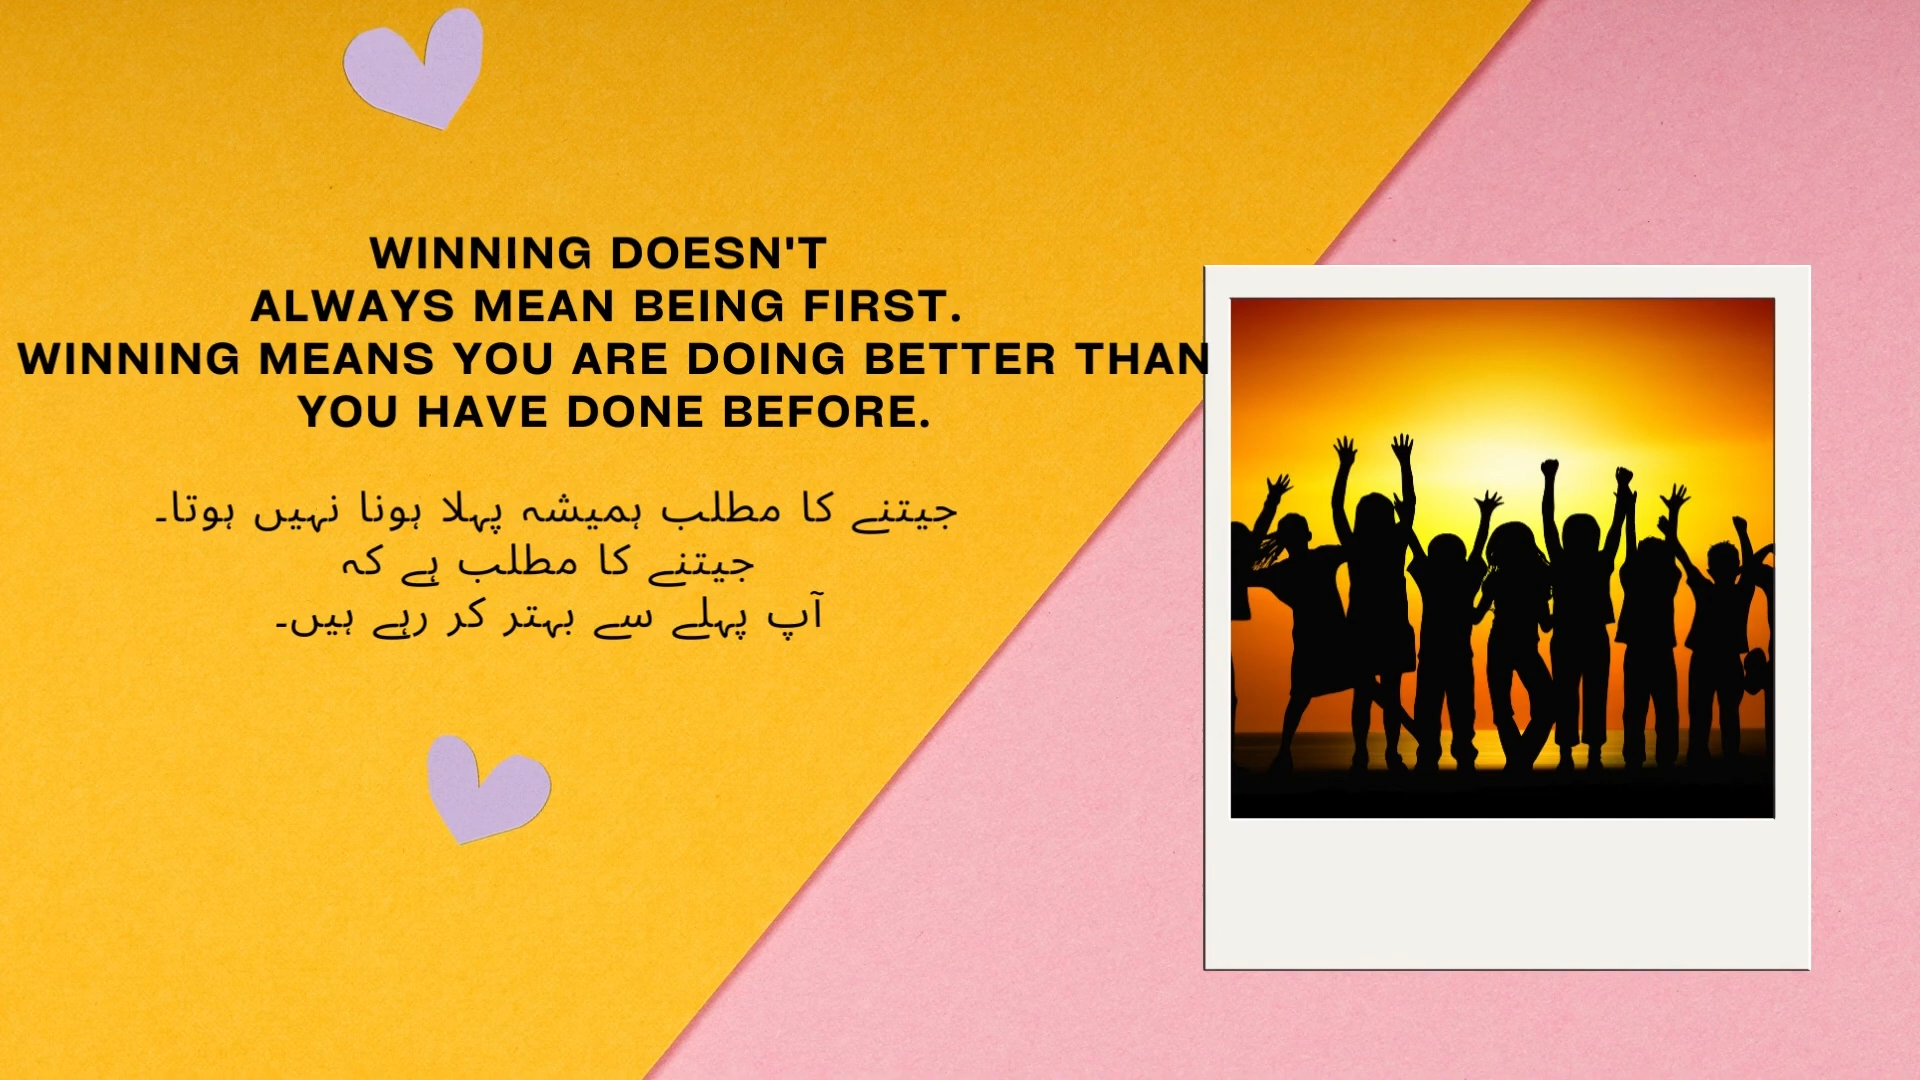 WINNING DOESN'T
ALWAYS MEAN BEING FIRST.
WINNING MEANS YOU ARE DOING BETTER THAN
YOU HAVE DONE BEFORE.
جیتنے کا مطلب ہمیشہ پہلا ہونا نہیں ہوتا۔
جیتنے کا مطلب ہے کہ
آپ پہلے سے بہتر کر رہے ہیں۔